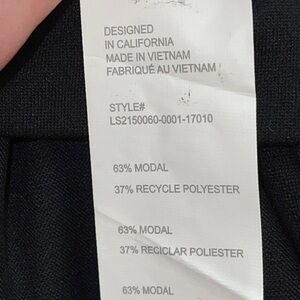 DESIGNED
IN CALIFORNIA
MADE IN VIETNAM
FABRIQUÉ AU VIETNAM
STYLE#
LS2150060-0001-17010
63% MODAL
37% RECYCLE POLYESTER
63% MODAL
37% RECICLAR POLIESTER
63% MODAL